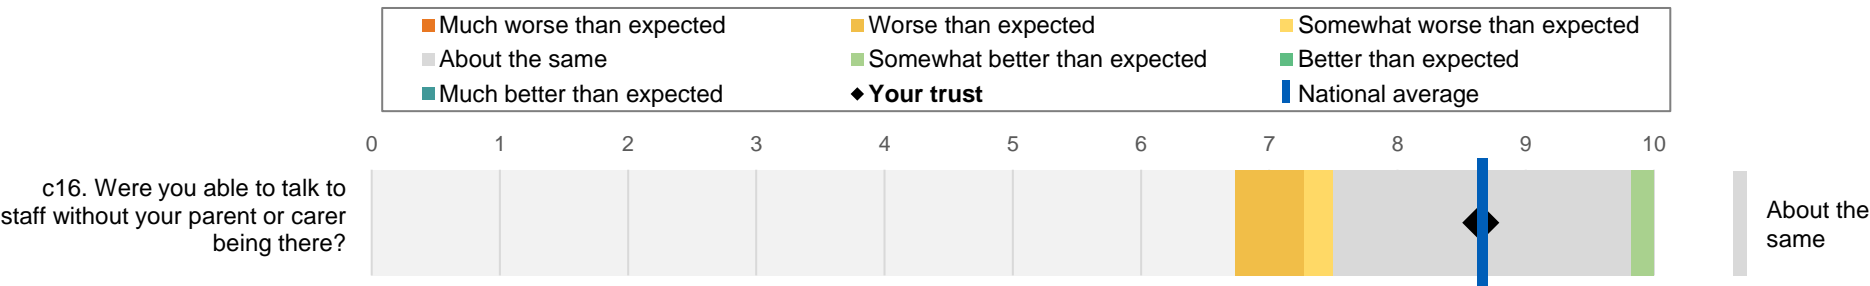 Much worse than expected
Worse than expected
Somewhat worse than expected
About the same
Somewhat better than expected
Better than expected
Much better than expected
Your trust
National average
0 1 2 3 4 5 6 7 8 9 10
c16. Were you able to talk to
staff without your parent or carer
being there?
About the
same